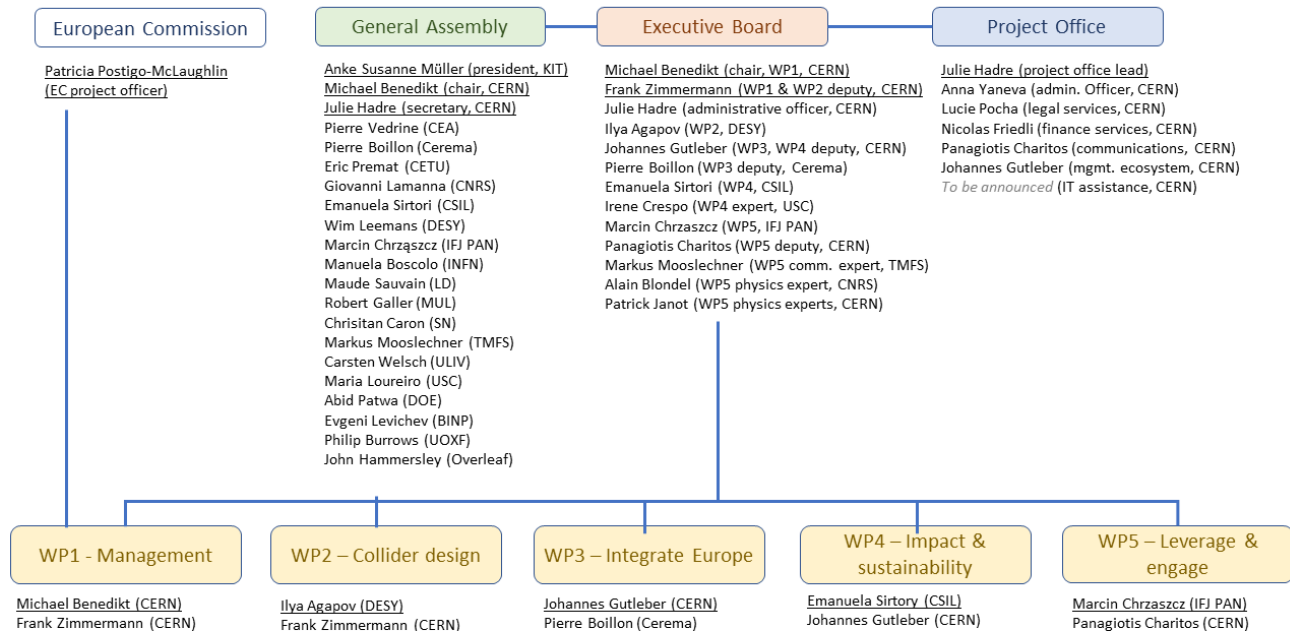 European Commission
General Assembly
Executive Board
Project Office
Patricia Postigo-McLaughlin
(EC project officer)
Anke Susanne Müller (president, KIT)
Michael Benedikt (chair, CERN)
Julie Hadre (secretary, CERN)
Pierre Vedrine (CEA)
Pierre Boillon (Cerema)
Eric Premat (CETU)
Giovanni Lamanna (CNRS)
Emanuela Sirtori (CSIL)
Wim Leemans (DESY)
Marcin Chrząszcz (IFJ PAN)
Manuela Boscolo (INFN)
Maude Sauvain (LD)
Robert Galler (MUL)
Chrisitan Caron (SN)
Markus Mooslechner (TMFS)
Carsten Welsch (ULIV)
Maria Loureiro (USC)
Abid Patwa (DOE)
Evgeni Levichev (BINP)
Philip Burrows (UOXF)
John Hammersley (Overleaf)
Michael Benedikt (chair, WP1, CERN)
Frank Zimmermann (WP1 & WP2 deputy, CERN)
Julie Hadre (administrative officer, CERN)
Ilya Agapov (WP2, DESY)
Johannes Gutleber (WP3, WP4 deputy, CERN)
Pierre Boillon (WP3 deputy, Cerema)
Emanuela Sirtori (WP4, CSIL)
Irene Crespo (WP4 expert, USC)
Marcin Chrzaszcz (WP5, IFJ PAN)
Panagiotis Charitos (WP5 deputy, CERN)
Markus Mooslechner (WP5 comm. expert, TMFS)
Alain Blondel (WP5 physics expert, CNRS)
Patrick Janot (WP5 physics experts, CERN)
Julie Hadre (project office lead)
Anna Yaneva (admin. Officer, CERN)
Lucie Pocha (legal services, CERN)
Nicolas Friedli (finance services, CERN)
Panagiotis Charitos (communications, CERN)
Johannes Gutleber (mgmt. ecosystem, CERN)
To be announced (IT assistance, CERN)
WP1 - Management
Michael Benedikt (CERN)
Frank Zimmermann (CERN)
WP2 – Collider design
Ilya Agapov (DESY)
Frank Zimmermann (CERN)
WP3 – Integrate Europe
Johannes Gutleber (CERN)
Pierre Boillon (Cerema)
WP4 – Impact &
sustainability
Emanuela Sirtory (CSIL)
Johannes Gutleber (CERN)
WP5 – Leverage &
engage
Marcin Chrzaszcz (IFJ PAN)
Panagiotis Charitos (CERN)